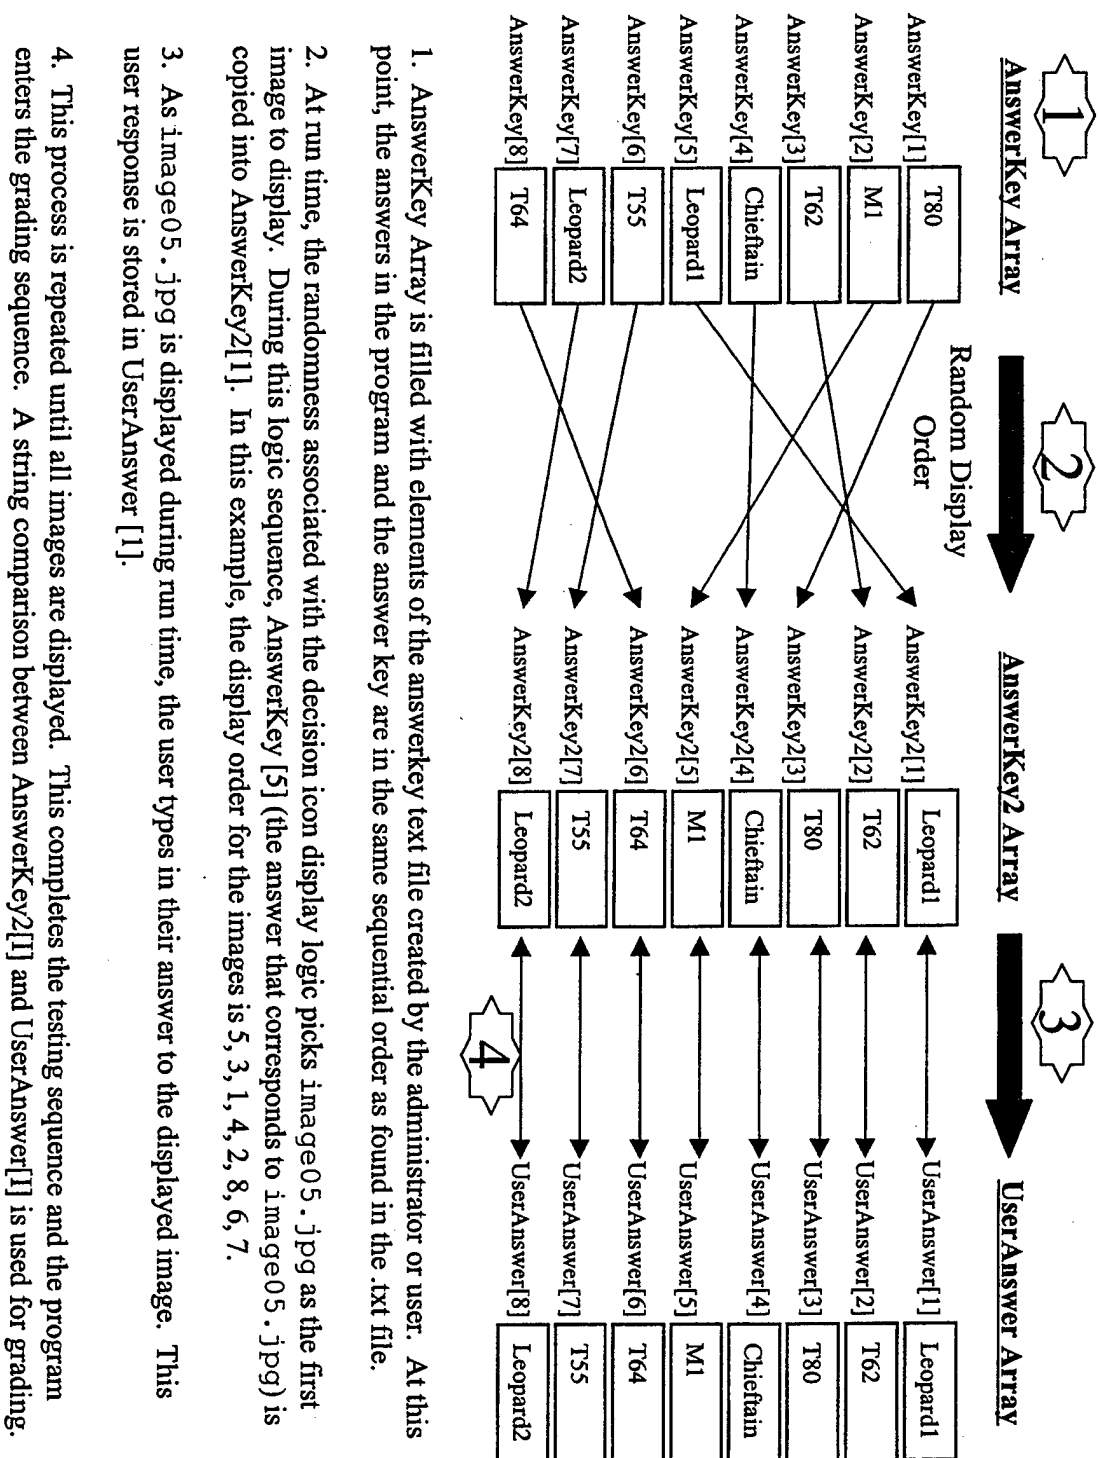 1
2
3
AnswerKey Array
AnswerKey2 Array
UserAnswer Array
Random Display
Order
AnswerKey[1] T80 AnswerKey2[1] Leopard1 UserAnswer[1] Leopard1
AnswerKey[2] M1 AnswerKey2[2] T62 UserAnswer[2] T62
AnswerKey[3] T62 AnswerKey2[3] T80 UserAnswer[3] T80
AnswerKey[4] Chieftain AnswerKey2[4] Chieftain UserAnswer[4] Chieftain
AnswerKey[5] Leopard1 AnswerKey2[5] M1 UserAnswer[5] M1
AnswerKey[6] T55 AnswerKey2[6] T64 UserAnswer[6] T64
AnswerKey[7] Leopard2 AnswerKey2[7] T55 UserAnswer[7] T55
AnswerKey[8] T64 AnswerKey2[8] Leopard2 UserAnswer[8] Leopard2
4
1. AnswerKey Array is filled with elements of the answerkey text file created by the administrator or user. At this
point, the answers in the program and the answer key are in the same sequential order as found in the .txt file.
2. At run time, the randomness associated with the decision icon display logic picks image05.jpg as the first
image to display. During this logic sequence, AnswerKey [5] (the answer that corresponds to image05.jpg) is
copied into AnswerKey2[1]. In this example, the display order for the images is 5, 3, 1, 4, 2, 8, 6, 7.
3. As image05.jpg is displayed during run time, the user types in their answer to the displayed image. This
user response is stored in UserAnswer [1].
4. This process is repeated until all images are displayed. This completes the testing sequence and the program
enters the grading sequence. A string comparison between AnswerKey2[I] and UserAnswer[I] is used for grading.